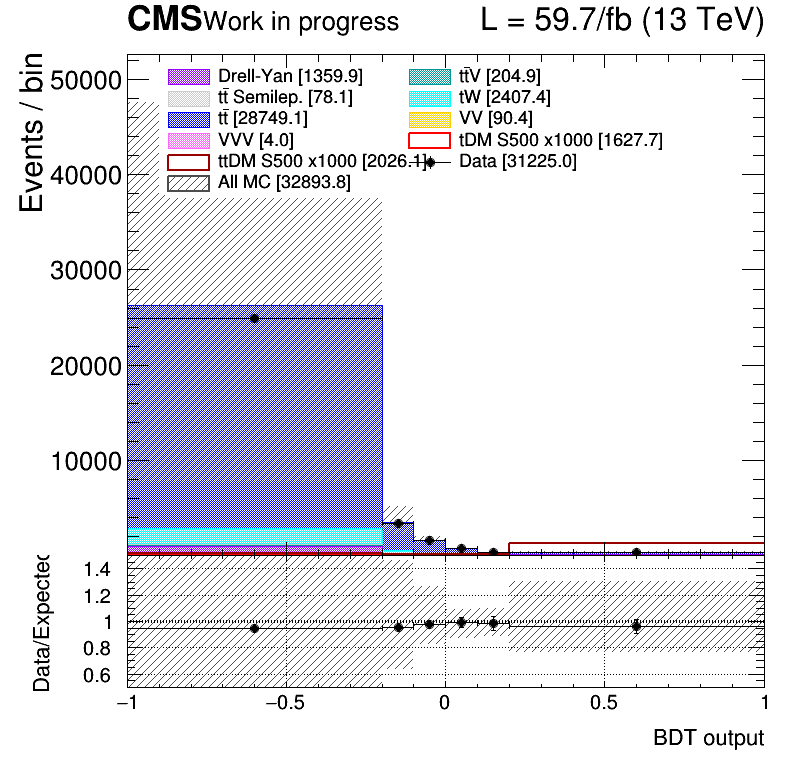 CMS Work in progress L = 59.7/fb (13 TeV)
Events / bin
50000
40000
30000
20000
10000
Drell-Yan [1359.9]
tt̄ Semilep. [78.1]
tt̄ [28749.1]
VVV [4.0]
ttDM S500 x1000 [2026.1]
All MC [32893.8]
tt̄V [204.9]
tW [2407.4]
VV [90.4]
tDM S500 x1000 [1627.7]
Data [31225.0]
Data/Expected
1.4
1.2
1
0.8
0.6
−1 −0.5 0 0.5 1
BDT output